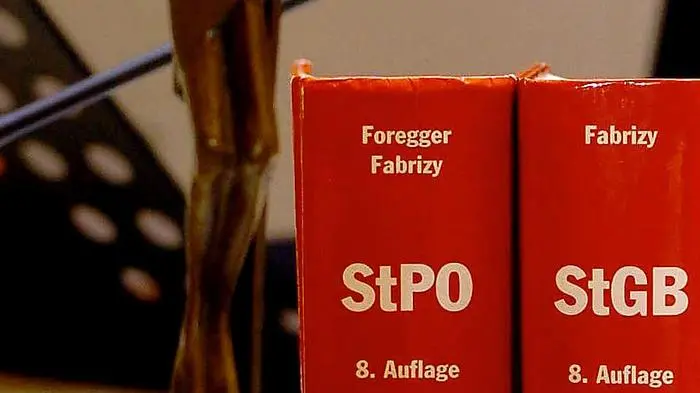 Foregger
Fabrizy
StPO
8. Auflage
Fabrizy
StGB
8. Auflage